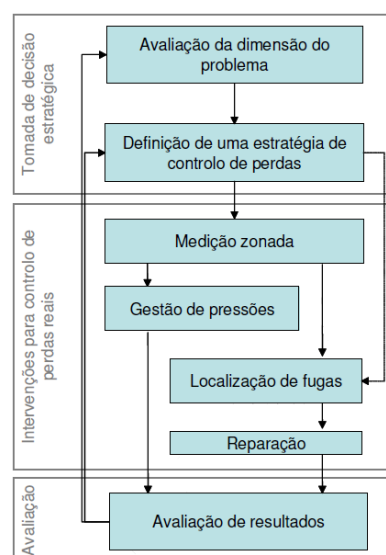 Tomada de decisão
estratégica
Avaliação da dimensão do
problema
Definição de uma estratégia de
controlo de perdas
Intervenções para controlo de
perdas reais
Medição zonada
Gestão de pressões
Localização de fugas
Reparação
Avaliação
Avaliação de resultados